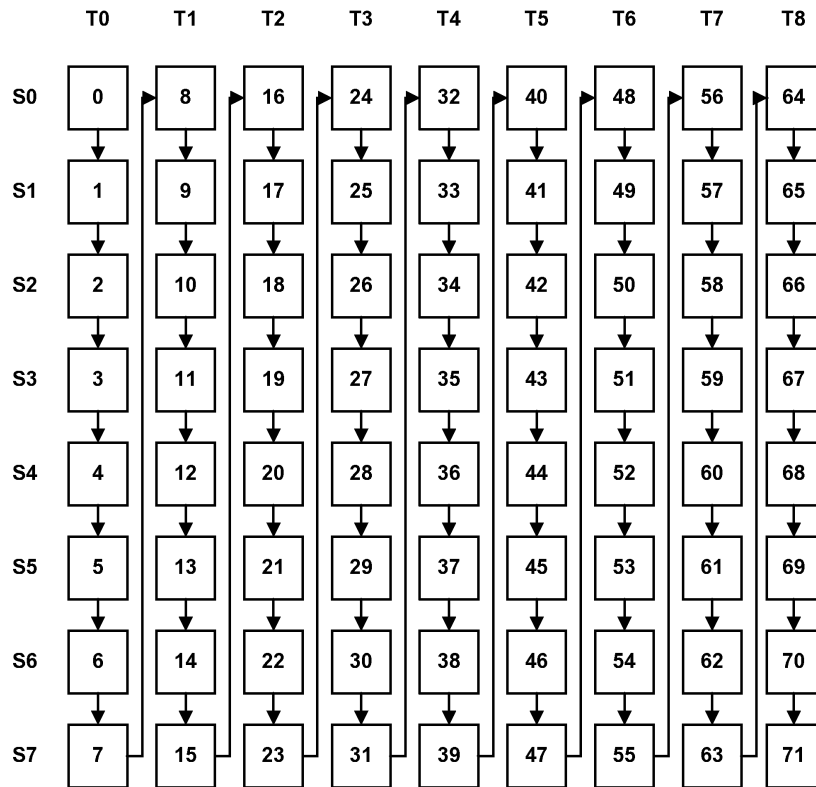 T0 T1 T2 T3 T4 T5 T6 T7 T8
S0 0 8 16 24 32 40 48 56 64
S1 1 9 17 25 33 41 49 57 65
S2 2 10 18 26 34 42 50 58 66
S3 3 11 19 27 35 43 51 59 67
S4 4 12 20 28 36 44 52 60 68
S5 5 13 21 29 37 45 53 61 69
S6 6 14 22 30 38 46 54 62 70
S7 7 15 23 31 39 47 55 63 71